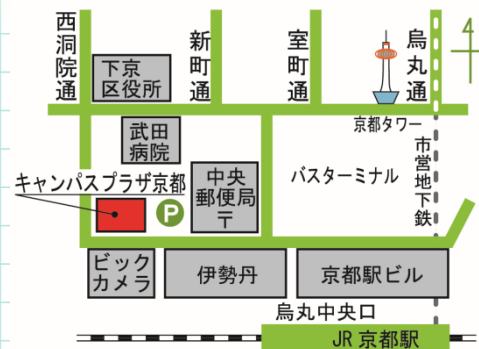 西洞院通
新町通
室町通
烏丸通
4
下京
区役所
京都タワー
武田
病院
市営地下鉄
キャンパスプラザ京都
中央
郵便局
〒
バスターミナル
P
ビック
カメラ
伊勢丹
京都駅ビル
烏丸中央口
JR 京都駅